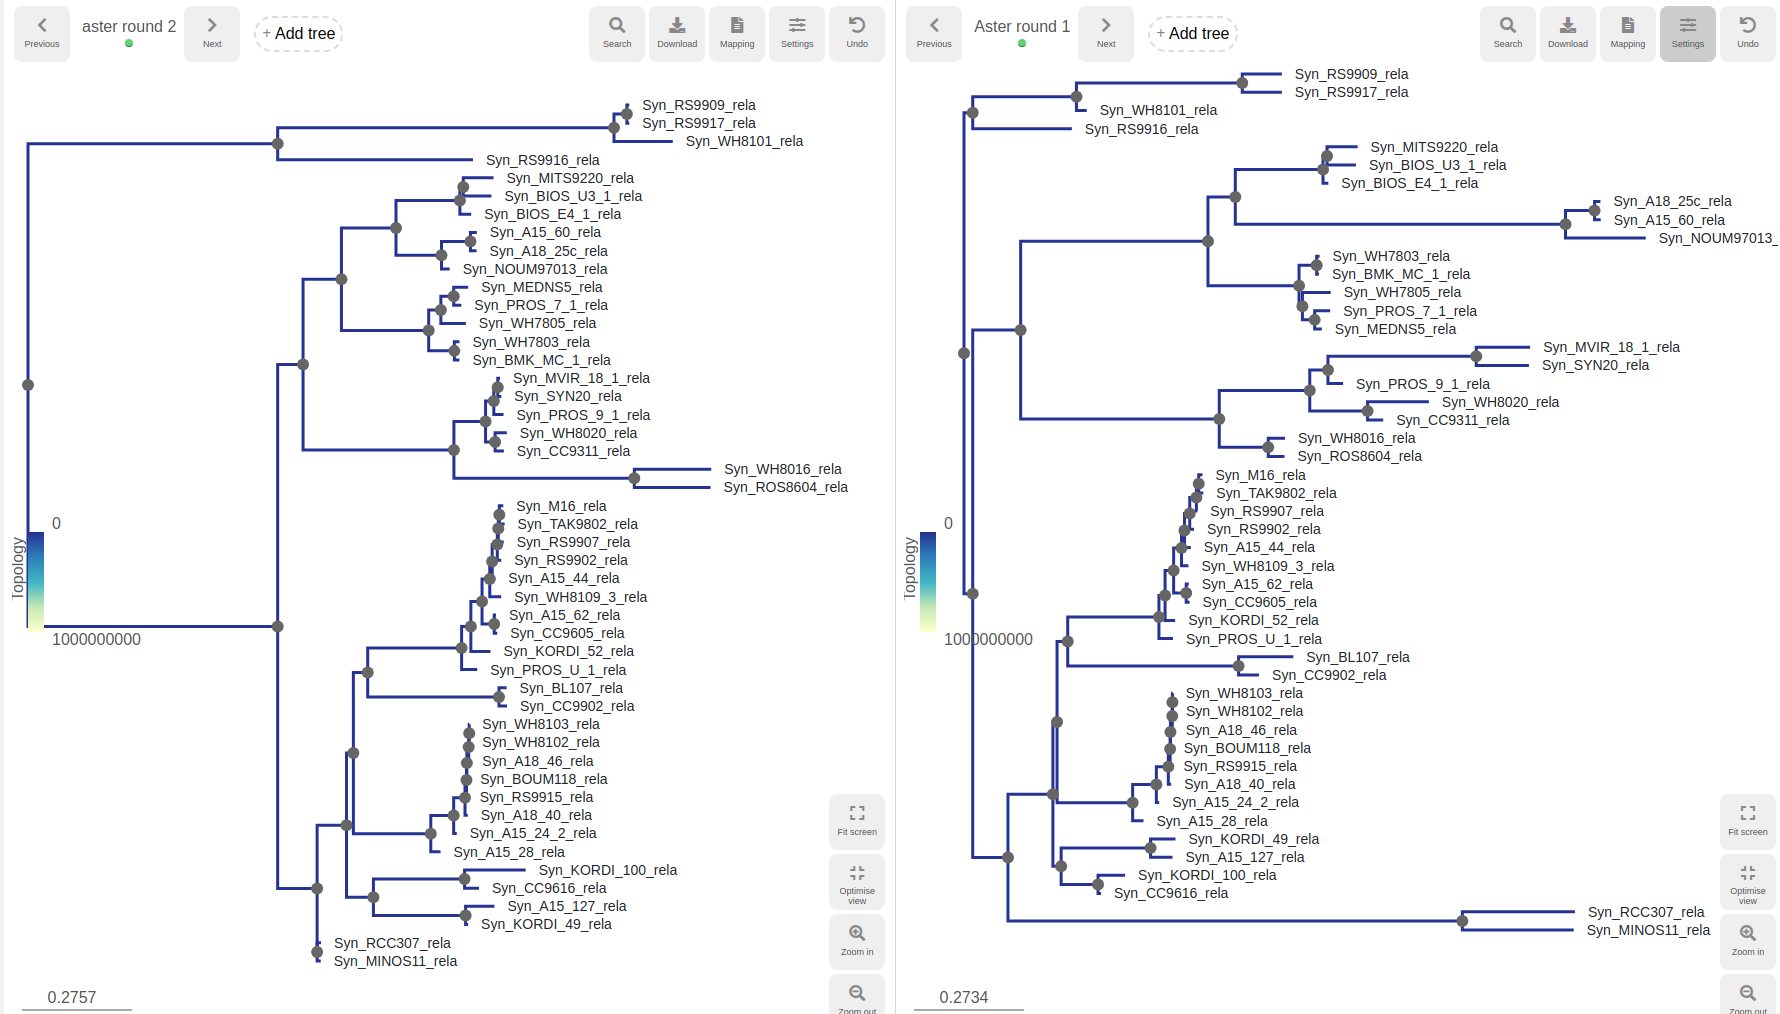 Previous
aster round 2
Next
+ Add tree
Search
Download
Mapping
Settings
Undo
Syn_RS9909_rela
Syn_RS9917_rela
Syn_WH8101_rela
Syn_RS9916_rela
Syn_MITS9220_rela
Syn_BIOS_U3_1_rela
Syn_BIOS_E4_1_rela
Syn_A15_60_rela
Syn_A18_25c_rela
Syn_NOUM97013_rela
Syn_MEDNS5_rela
Syn_PROS_7_1_rela
Syn_WH7805_rela
Syn_WH7803_rela
Syn_BMK_MC_1_rela
Syn_MVIR_18_1_rela
Syn_SYN20_rela
Syn_PROS_9_1_rela
Syn_WH8020_rela
Syn_CC9311_rela
Syn_WH8016_rela
Syn_ROS8604_rela
Syn_M16_rela
Syn_TAK9802_rela
Syn_RS9907_rela
Syn_RS9902_rela
Syn_A15_44_rela
Syn_WH8109_3_rela
Syn_A15_62_rela
Syn_CC9605_rela
Syn_KORDI_52_rela
Syn_PROS_U_1_rela
Syn_BL107_rela
Syn_CC9902_rela
Syn_WH8103_rela
Syn_WH8102_rela
Syn_A18_46_rela
Syn_BOUM118_rela
Syn_RS9915_rela
Syn_A18_40_rela
Syn_A15_24_2_rela
Syn_A15_28_rela
Syn_KORDI_100_rela
Syn_CC9616_rela
Syn_A15_127_rela
Syn_KORDI_49_rela
Syn_RCC307_rela
Syn_MINOS11_rela
0
Topology
1000000000
0.2757
Fit screen
Optimise
view
Zoom in
Zoom out
Previous
Aster round 1
Next
+ Add tree
Search
Download
Mapping
Settings
Undo
Syn_RS9909_rela
Syn_RS9917_rela
Syn_WH8101_rela
Syn_RS9916_rela
Syn_MITS9220_rela
Syn_BIOS_U3_1_rela
Syn_BIOS_E4_1_rela
Syn_A18_25c_rela
Syn_A15_60_rela
Syn_NOUM97013_
Syn_WH7803_rela
Syn_BMK_MC_1_rela
Syn_WH7805_rela
Syn_PROS_7_1_rela
Syn_MEDNS5_rela
Syn_MVIR_18_1_rela
Syn_SYN20_rela
Syn_PROS_9_1_rela
Syn_WH8020_rela
Syn_CC9311_rela
Syn_WH8016_rela
Syn_ROS8604_rela
Syn_M16_rela
Syn_TAK9802_rela
Syn_RS9907_rela
Syn_RS9902_rela
Syn_A15_44_rela
Syn_WH8109_3_rela
Syn_A15_62_rela
Syn_CC9605_rela
Syn_KORDI_52_rela
Syn_PROS_U_1_rela
Syn_BL107_rela
Syn_CC9902_rela
Syn_WH8103_rela
Syn_WH8102_rela
Syn_A18_46_rela
Syn_BOUM118_rela
Syn_RS9915_rela
Syn_A18_40_rela
Syn_A15_24_2_rela
Syn_A15_28_rela
Syn_KORDI_49_rela
Syn_A15_127_rela
Syn_KORDI_100_rela
Syn_CC9616_rela
Syn_RCC307_rela
Syn_MINOS11_rela
0
Topology
1000000000
0.2734
Fit screen
Optimise
view
Zoom in
Zoom out